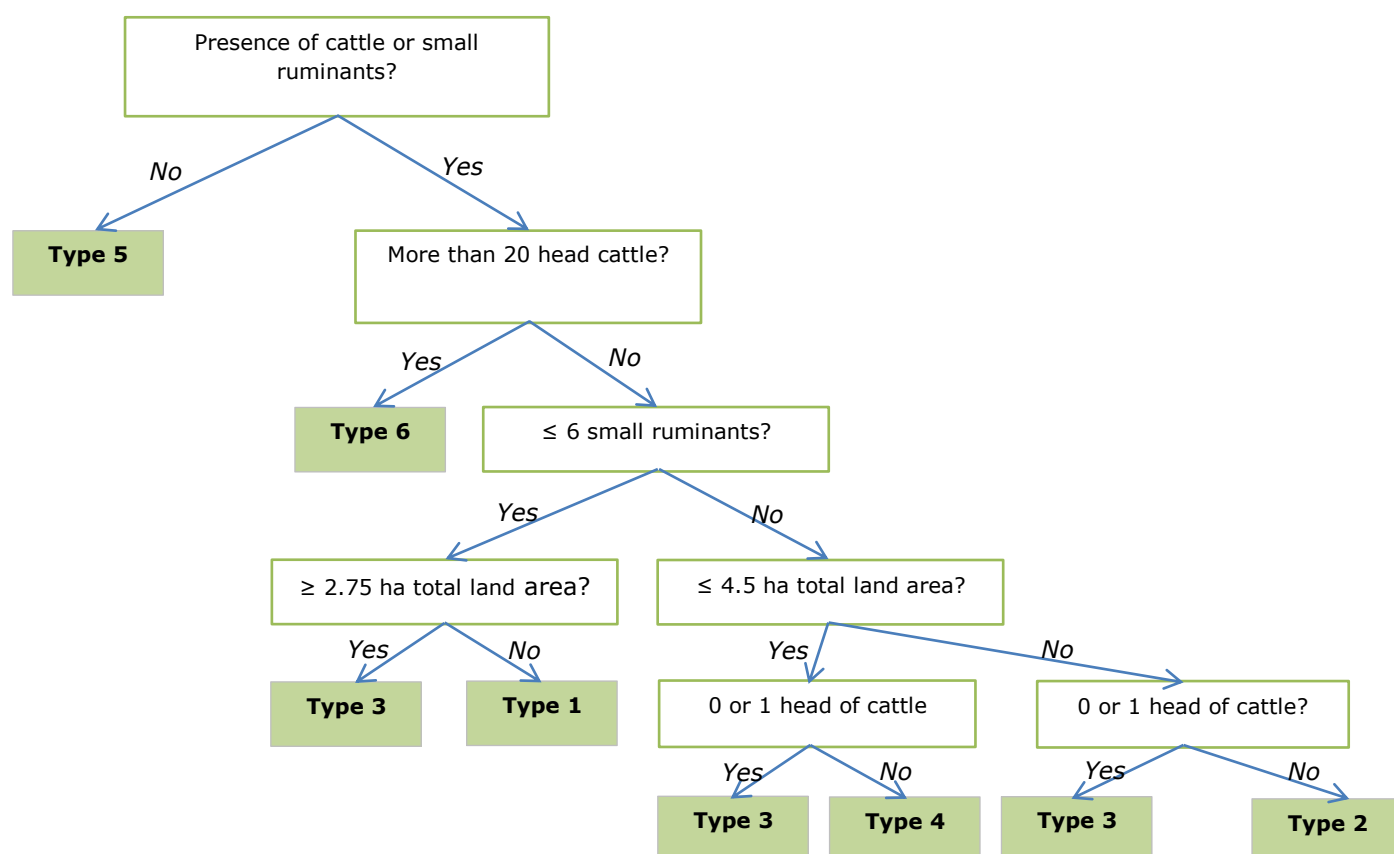 Presence of cattle or small
ruminants?
No
Yes
Type 5
More than 20 head cattle?
Yes
No
Type 6
≤ 6 small ruminants?
Yes
No
≥ 2.75 ha total land area?
≤ 4.5 ha total land area?
Yes
No
Yes
No
Type 3
Type 1
0 or 1 head of cattle
0 or 1 head of cattle?
Yes
No
Yes
No
Type 3
Type 4
Type 3
Type 2